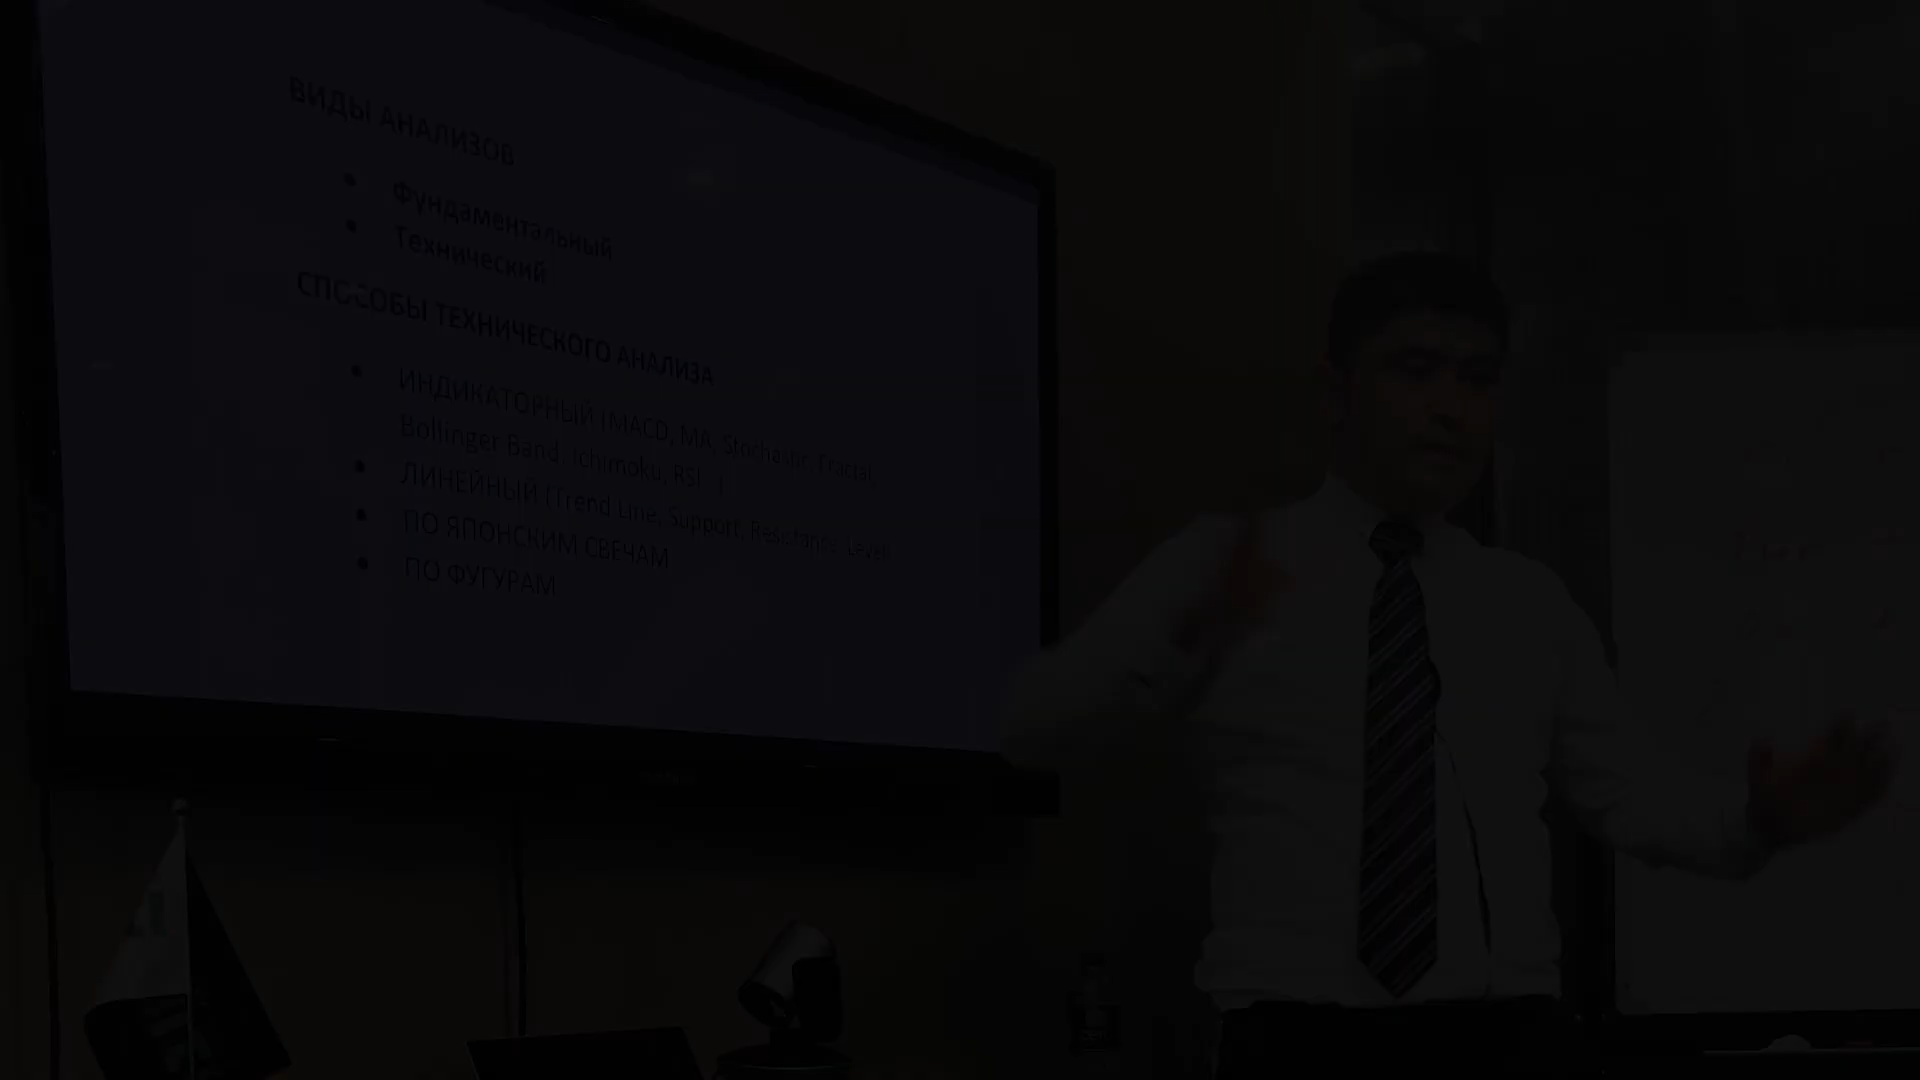 ВИДЫ АНАЛИЗОВ
• Фундаментальный
• Технический
СПОСОБЫ ТЕХНИЧЕСКОГО АНАЛИЗА
• ИНДИКАТОРНЫЙ (MACD, MA, Stochastic, Fractal,
Bollinger Band, Ichimoku, RSI...)
• ЛИНЕЙНЫЙ (Trend Line, Support, Resistance Level)
• ПО ЯПОНСКИМ СВЕЧАМ
• ПО ФУГУРАМ